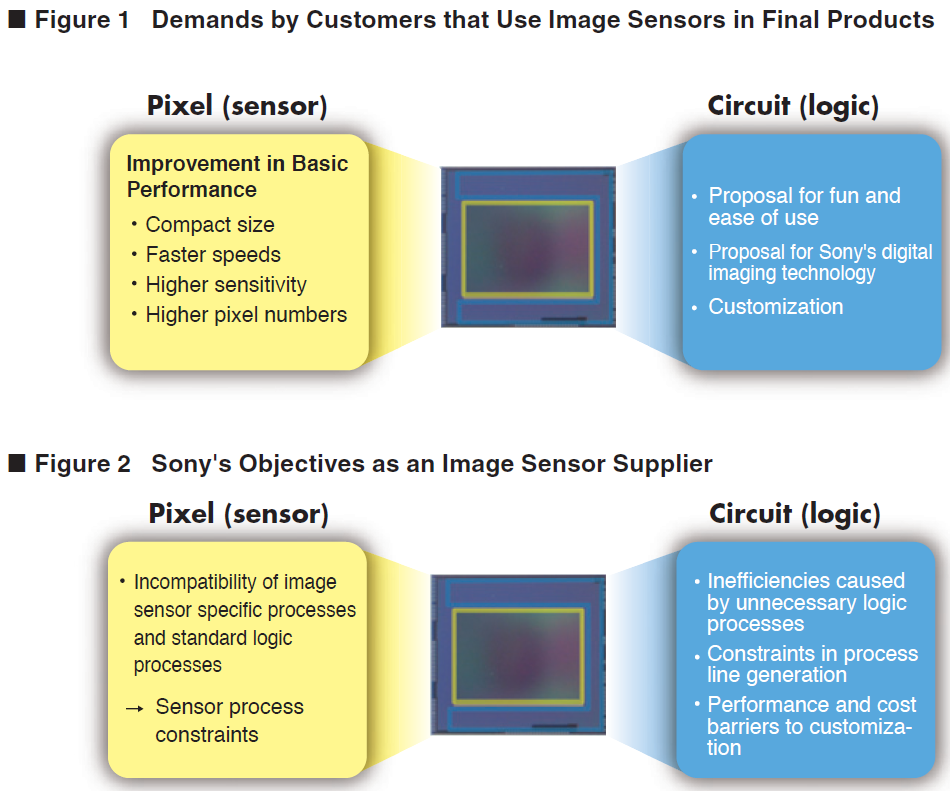 ■ Figure 1 Demands by Customers that Use Image Sensors in Final Products
Pixel (sensor)
Improvement in Basic
Performance
・Compact size
・Faster speeds
・Higher sensitivity
・Higher pixel numbers
Circuit (logic)
・Proposal for fun and
ease of use
・Proposal for Sony's digital
imaging technology
・Customization
■ Figure 2 Sony's Objectives as an Image Sensor Supplier
Pixel (sensor)
・Incompatibility of image
sensor specific processes
and standard logic
processes
→ Sensor process
constraints
Circuit (logic)
・Inefficiencies caused
by unnecessary logic
processes
・Constraints in process
line generation
・Performance and cost
barriers to customiza-
tion